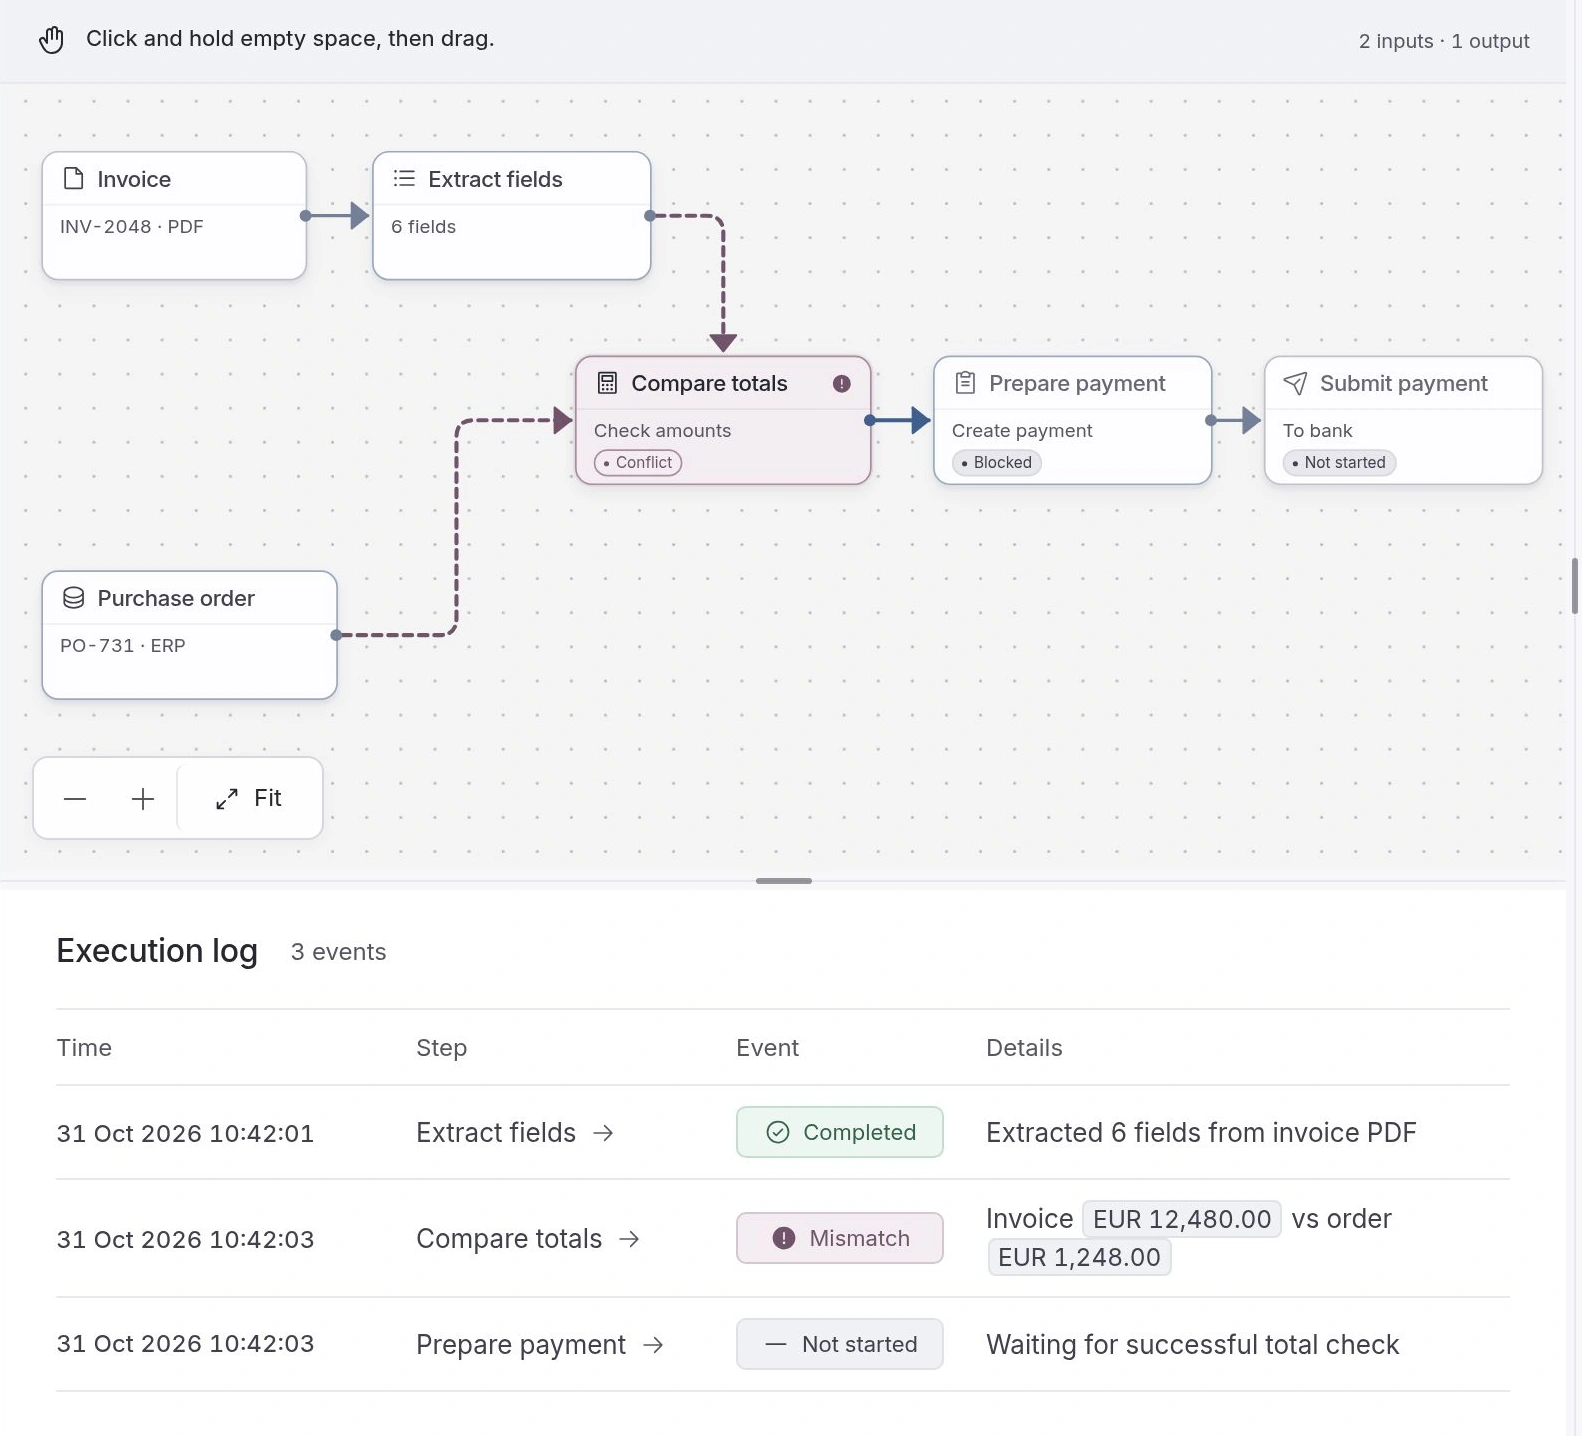 Click and hold empty space, then drag.
2 inputs · 1 output
Invoice
INV-2048 · PDF
Extract fields
6 fields
Compare totals
Check amounts
• Conflict
Prepare payment
Create payment
• Blocked
Submit payment
To bank
• Not started
Purchase order
PO-731 · ERP
Fit
Execution log
3 events
Time Step Event Details
31 Oct 2026 10:42:01 Extract fields → Completed Extracted 6 fields from invoice PDF
31 Oct 2026 10:42:03 Compare totals → Mismatch Invoice EUR 12,480.00 vs order
EUR 1,248.00
31 Oct 2026 10:42:03 Prepare payment → Not started Waiting for successful total check